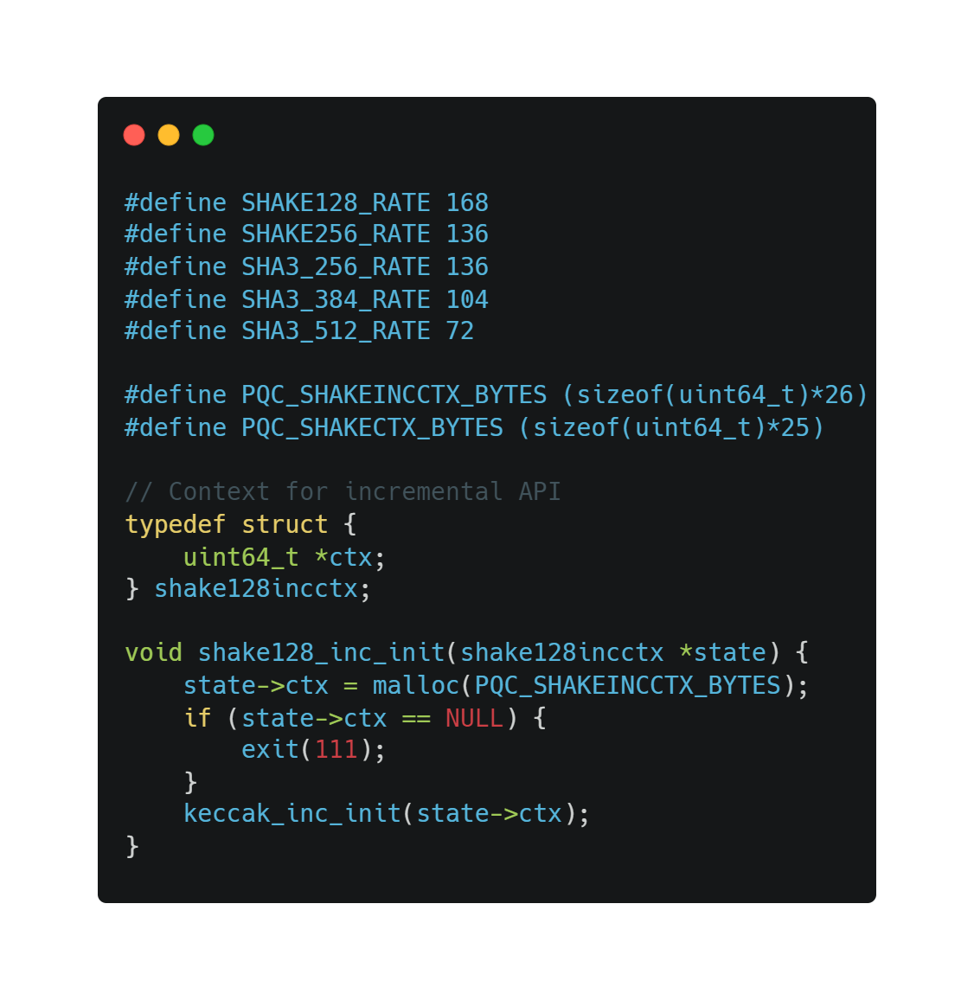 #define SHAKE128_RATE 168
#define SHAKE256_RATE 136
#define SHA3_256_RATE 136
#define SHA3_384_RATE 104
#define SHA3_512_RATE 72

#define PQC_SHAKEINCCTX_BYTES (sizeof(uint64_t)*26)
#define PQC_SHAKECTX_BYTES (sizeof(uint64_t)*25)

// Context for incremental API
typedef struct {
    uint64_t *ctx;
} shake128incctx;

void shake128_inc_init(shake128incctx *state) {
    state->ctx = malloc(PQC_SHAKEINCCTX_BYTES);
    if (state->ctx == NULL) {
        exit(111);
    }
    keccak_inc_init(state->ctx);
}